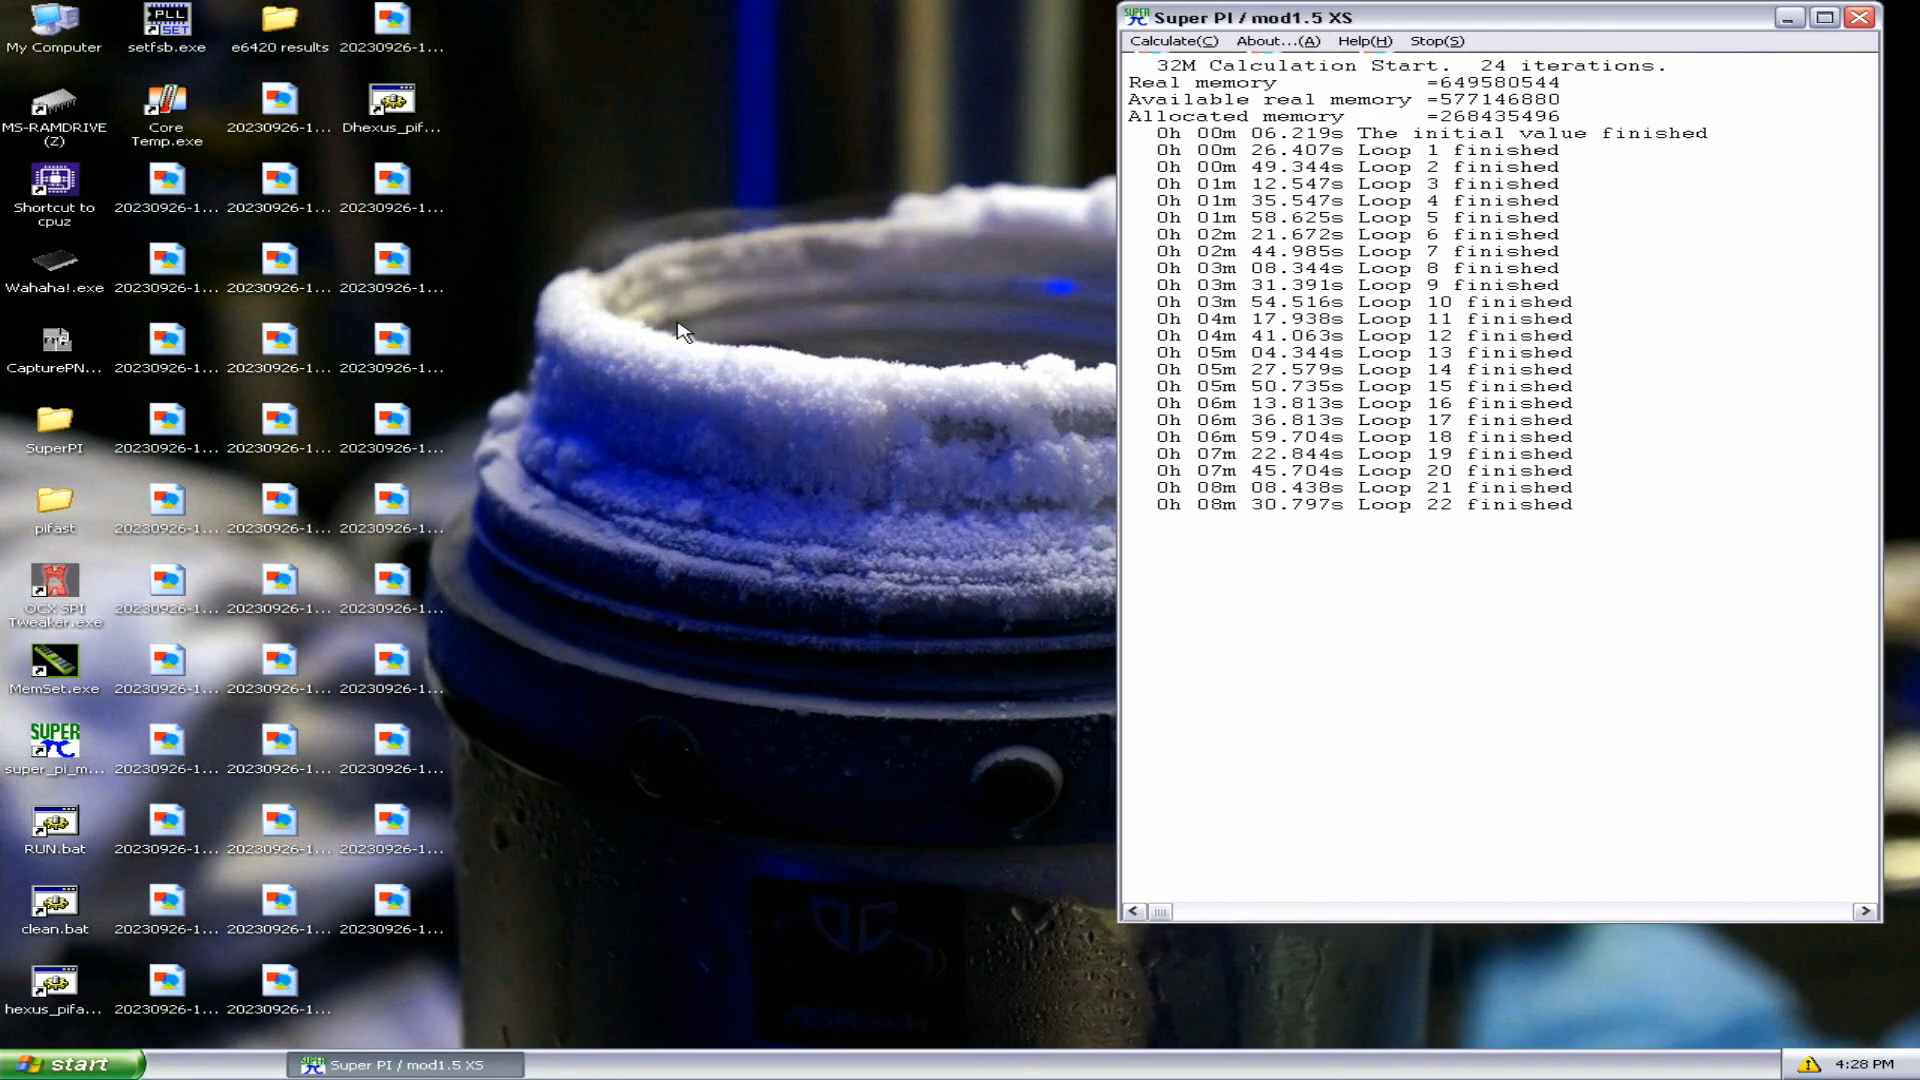 My Computer
setfsb.exe
e6420 results
20230926-1...
MS-RAMDRIVE
(Z)
Core
Temp.exe
20230926-1...
Dhexus_pif...
Shortcut to
cpuz
20230926-1...
20230926-1...
20230926-1...
Wahaha!.exe
20230926-1...
20230926-1...
20230926-1...
CapturePN...
20230926-1...
20230926-1...
20230926-1...
SuperPI
20230926-1...
20230926-1...
20230926-1...
pifast
20230926-1...
20230926-1...
20230926-1...
OCX SPI
Tweaker.exe
20230926-1...
20230926-1...
20230926-1...
MemSet.exe
20230926-1...
20230926-1...
20230926-1...
SUPER
super_pi_m...
20230926-1...
20230926-1...
20230926-1...
RUN.bat
20230926-1...
20230926-1...
20230926-1...
clean.bat
20230926-1...
20230926-1...
20230926-1...
hexus_pifa...
20230926-1...
20230926-1...
PLL
SET
Super PI / mod1.5 XS
Calculate(C) About...(A) Help(H) Stop(S)
32M Calculation Start. 24 iterations.
Real memory =649580544
Available real memory =577146880
Allocated memory =268435496
0h 00m 06.219s The initial value finished
0h 00m 26.407s Loop 1 finished
0h 00m 49.344s Loop 2 finished
0h 01m 12.547s Loop 3 finished
0h 01m 35.547s Loop 4 finished
0h 01m 58.625s Loop 5 finished
0h 02m 21.672s Loop 6 finished
0h 02m 44.985s Loop 7 finished
0h 03m 08.344s Loop 8 finished
0h 03m 31.391s Loop 9 finished
0h 03m 54.516s Loop 10 finished
0h 04m 17.938s Loop 11 finished
0h 04m 41.063s Loop 12 finished
0h 05m 04.344s Loop 13 finished
0h 05m 27.579s Loop 14 finished
0h 05m 50.735s Loop 15 finished
0h 06m 13.813s Loop 16 finished
0h 06m 36.813s Loop 17 finished
0h 06m 59.704s Loop 18 finished
0h 07m 22.844s Loop 19 finished
0h 07m 45.704s Loop 20 finished
0h 08m 08.438s Loop 21 finished
0h 08m 30.797s Loop 22 finished
start
SUPER
Super PI / mod1.5 XS
4:28 PM